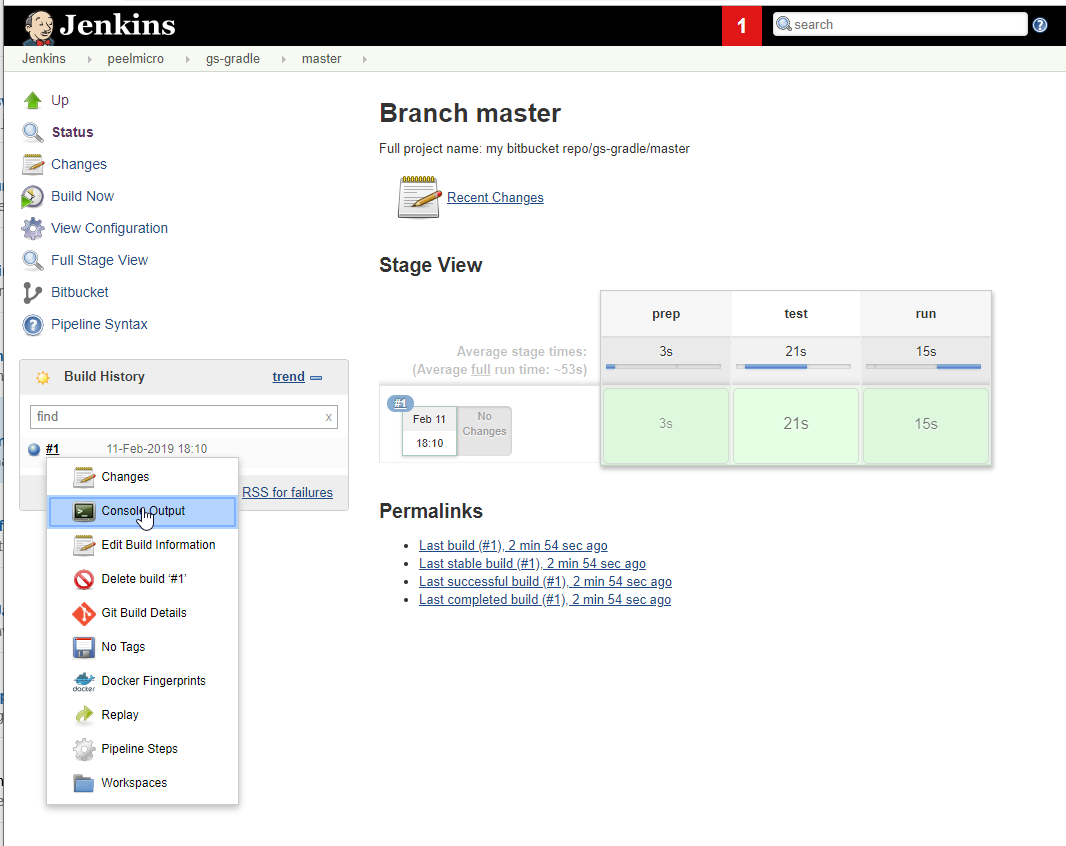 Jenkins
1
search
Jenkins peelmicro gs-gradle master
Up
Status
Changes
Build Now
View Configuration
Full Stage View
Bitbucket
Pipeline Syntax
Build History trend
find x
#1 11-Feb-2019 18:10
RSS for failures
Changes
Console Output
Edit Build Information
Delete build ‘#1’
Git Build Details
No Tags
docker Docker Fingerprints
Replay
Pipeline Steps
Workspaces
Branch master
Full project name: my bitbucket repo/gs-gradle/master
Recent Changes
Stage View
prep test run
Average stage times: 3s 21s 15s
(Average full run time: ~53s)
#1
Feb 11
18:10
No
Changes
3s 21s 15s
Permalinks
Last build (#1), 2 min 54 sec ago
Last stable build (#1), 2 min 54 sec ago
Last successful build (#1), 2 min 54 sec ago
Last completed build (#1), 2 min 54 sec ago